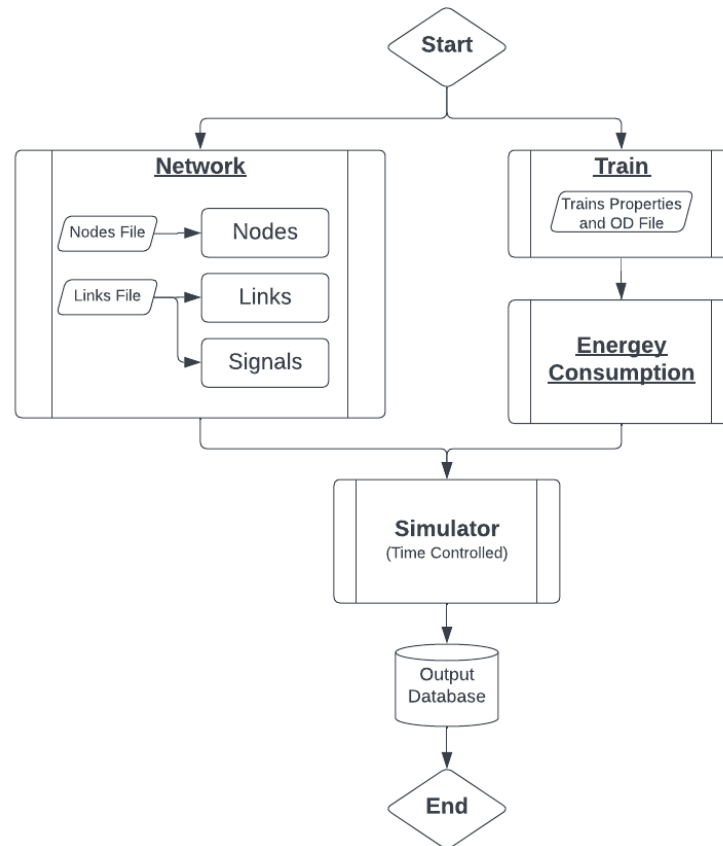 Start
Network
Nodes File
Nodes
Links File
Links
Signals
Train
Trains Properties
and OD File
Energey
Consumption
Simulator
(Time Controlled)
Output
Database
End